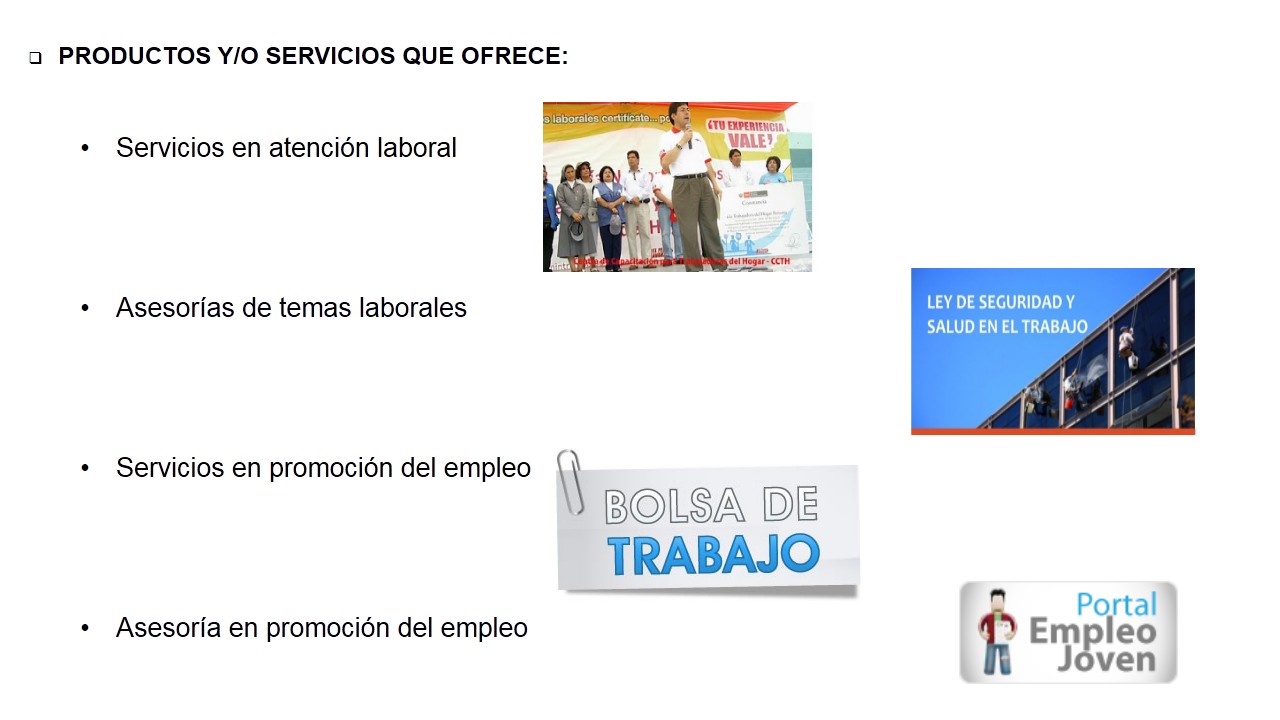 PRODUCTOS Y/O SERVICIOS QUE OFRECE:
• Servicios en atención laboral
s laborales certifícate... po
¡TU EXPERIENCIA
VALE!
Constancia
del Hogar - CCTH
• Asesorías de temas laborales
LEY DE SEGURIDAD Y
SALUD EN EL TRABAJO
• Servicios en promoción del empleo
BOLSA DE
TRABAJO
• Asesoría en promoción del empleo
Portal
Empleo
Joven